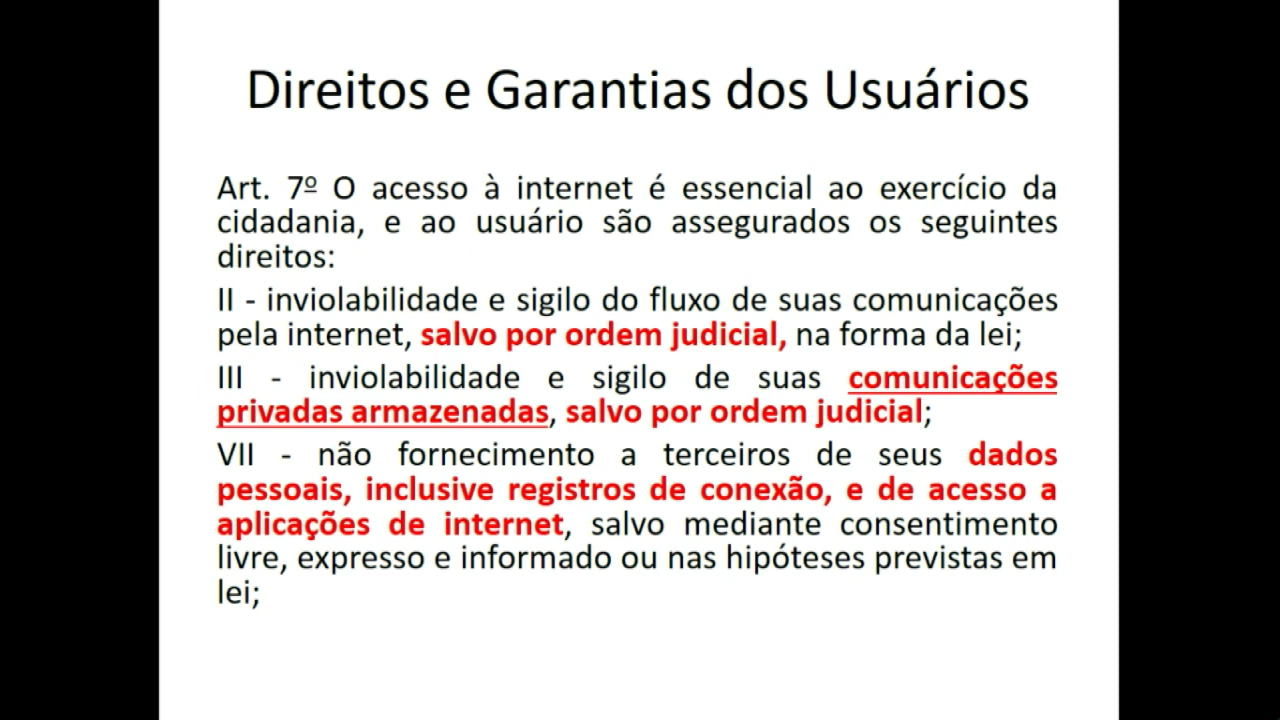 Direitos e Garantias dos Usuários
Art. 7º O acesso à internet é essencial ao exercício da
cidadania, e ao usuário são assegurados os seguintes
direitos:
II - inviolabilidade e sigilo do fluxo de suas comunicações
pela internet, salvo por ordem judicial, na forma da lei;
III - inviolabilidade e sigilo de suas comunicações
privadas armazenadas, salvo por ordem judicial;
VII - não fornecimento a terceiros de seus dados
pessoais, inclusive registros de conexão, e de acesso a
aplicações de internet, salvo mediante consentimento
livre, expresso e informado ou nas hipóteses previstas em
lei;